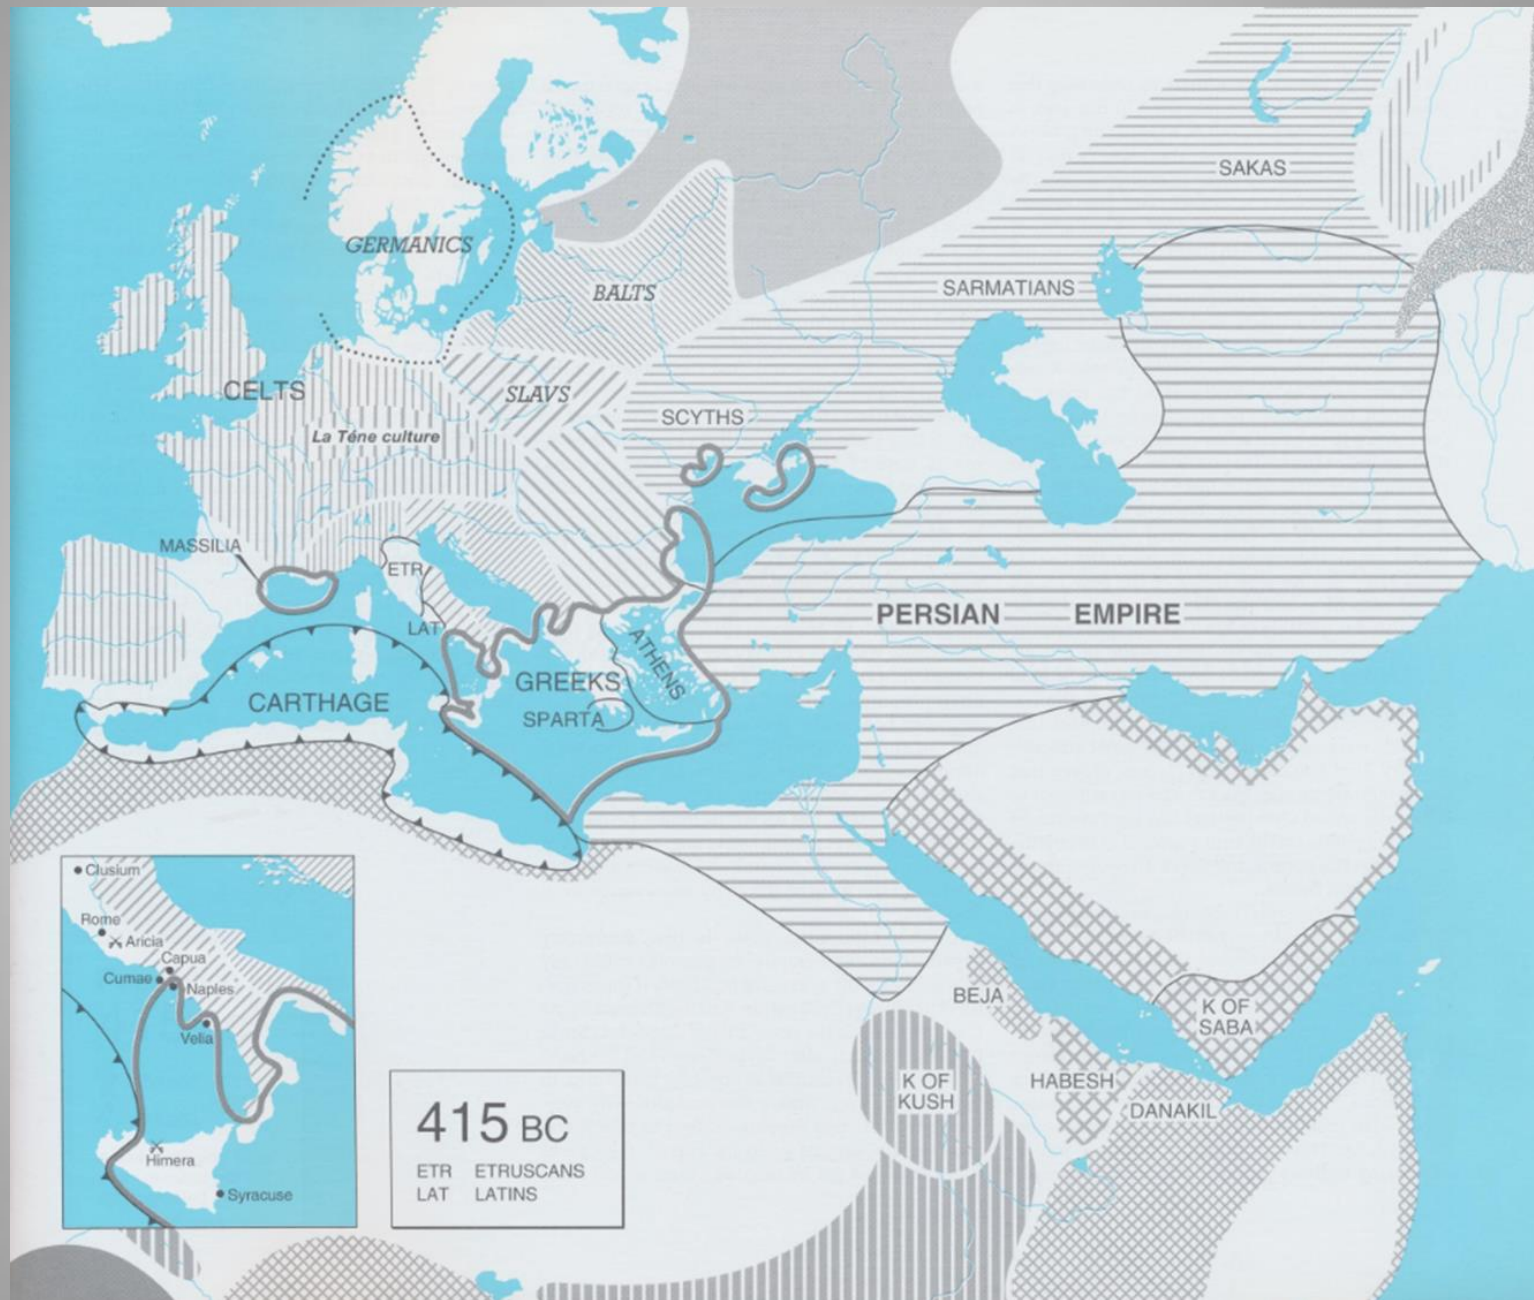 SAKAS
GERMANICS
SARMATIANS
BALTS
CELTS
SLAVS
SCYTHS
La Téne culture
MASSILIA
ETR
PERSIAN EMPIRE
LAT
ATHENS
GREEKS
CARTHAGE
SPARTA
Clusium
Rome
Aricia
Capua
Cumae
Naples
Velia
Himera
Syracuse
BEJA
K OF
SABA
K OF
KUSH
HABESH
DANAKIL
415 BC
ETR ETRUSCANS
LAT LATINS